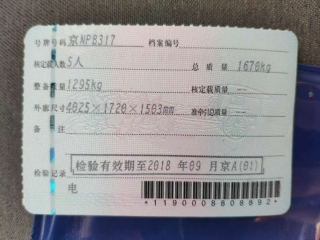 号牌号码 京NPB317 档案编号
核定载人数 5人 总质量 1670kg
整备质量 1295kg 核定载质量 --
外廓尺寸 4025×1720×1503mm 准牵引总质量 --
备注
检验记录 检验有效期至2018年09月京A(01)
电
*1190008808892*